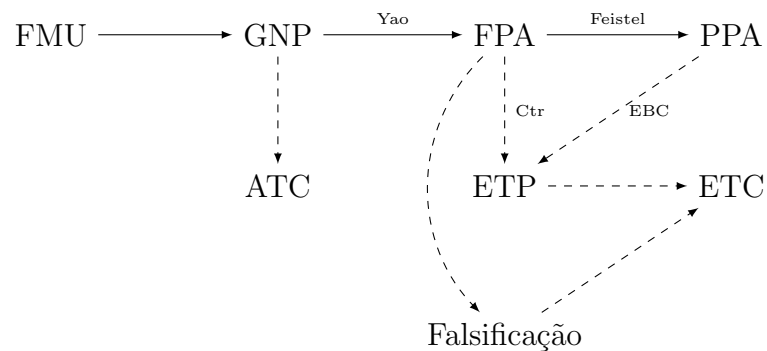 FMU GNP Yao FPA Feistel PPA
Ctr EBC
ATC ETP ETC
Falsificação